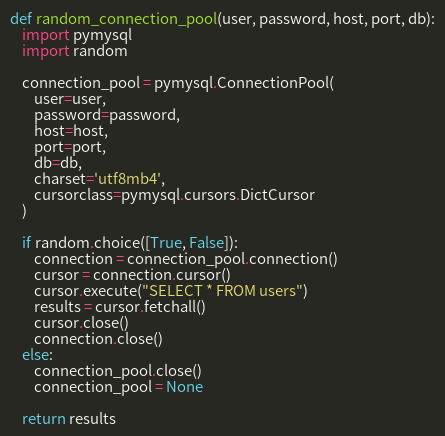 def random_connection_pool(user, password, host, port, db):
    import pymysql
    import random

    connection_pool = pymysql.ConnectionPool(
        user=user,
        password=password,
        host=host,
        port=port,
        db=db,
        charset='utf8mb4',
        cursorclass=pymysql.cursors.DictCursor
    )

    if random.choice([True, False]):
        connection = connection_pool.connection()
        cursor = connection.cursor()
        cursor.execute("SELECT * FROM users")
        results = cursor.fetchall()
        cursor.close()
        connection.close()
    else:
        connection_pool.close()
        connection_pool = None

    return results